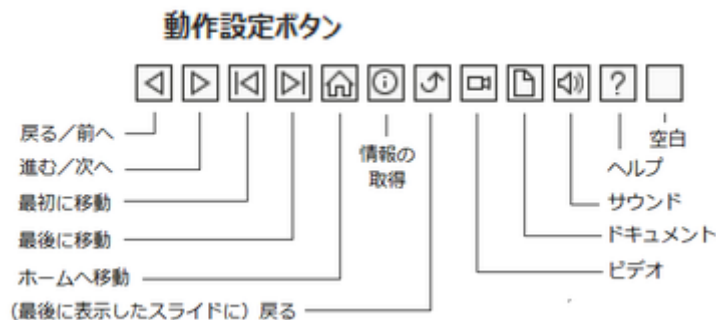 動作設定ボタン
戻る/前へ
進む/次へ
最初に移動
最後に移動
ホームへ移動
(最後に表示したスライドに) 戻る
情報の
取得
空白
ヘルプ
サウンド
ドキュメント
ビデオ